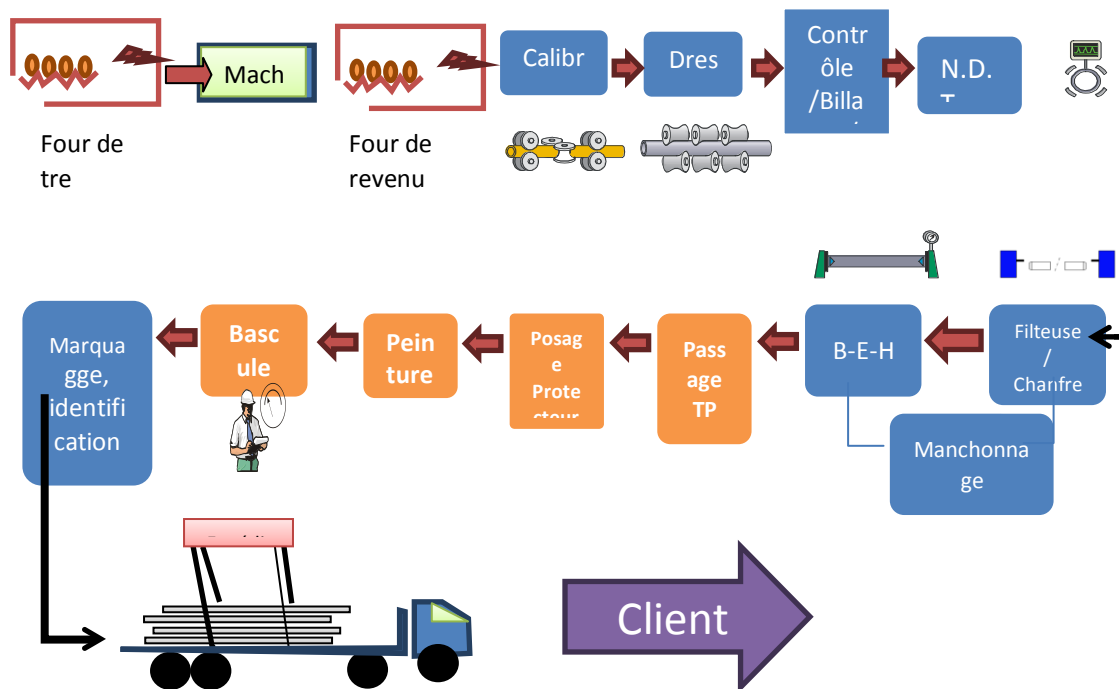 Four de
tre
Mach
Four de
revenu
Calibr
Dres
Contr
ôle
/Billa
N.D.
Marqua
gge,
identifi
cation
Basc
ule
Pein
ture
Posag
e
Prote
cteur
Pass
age
TP
B-E-H
Filteuse
/
Chanfre
Manchonna
ge
Client